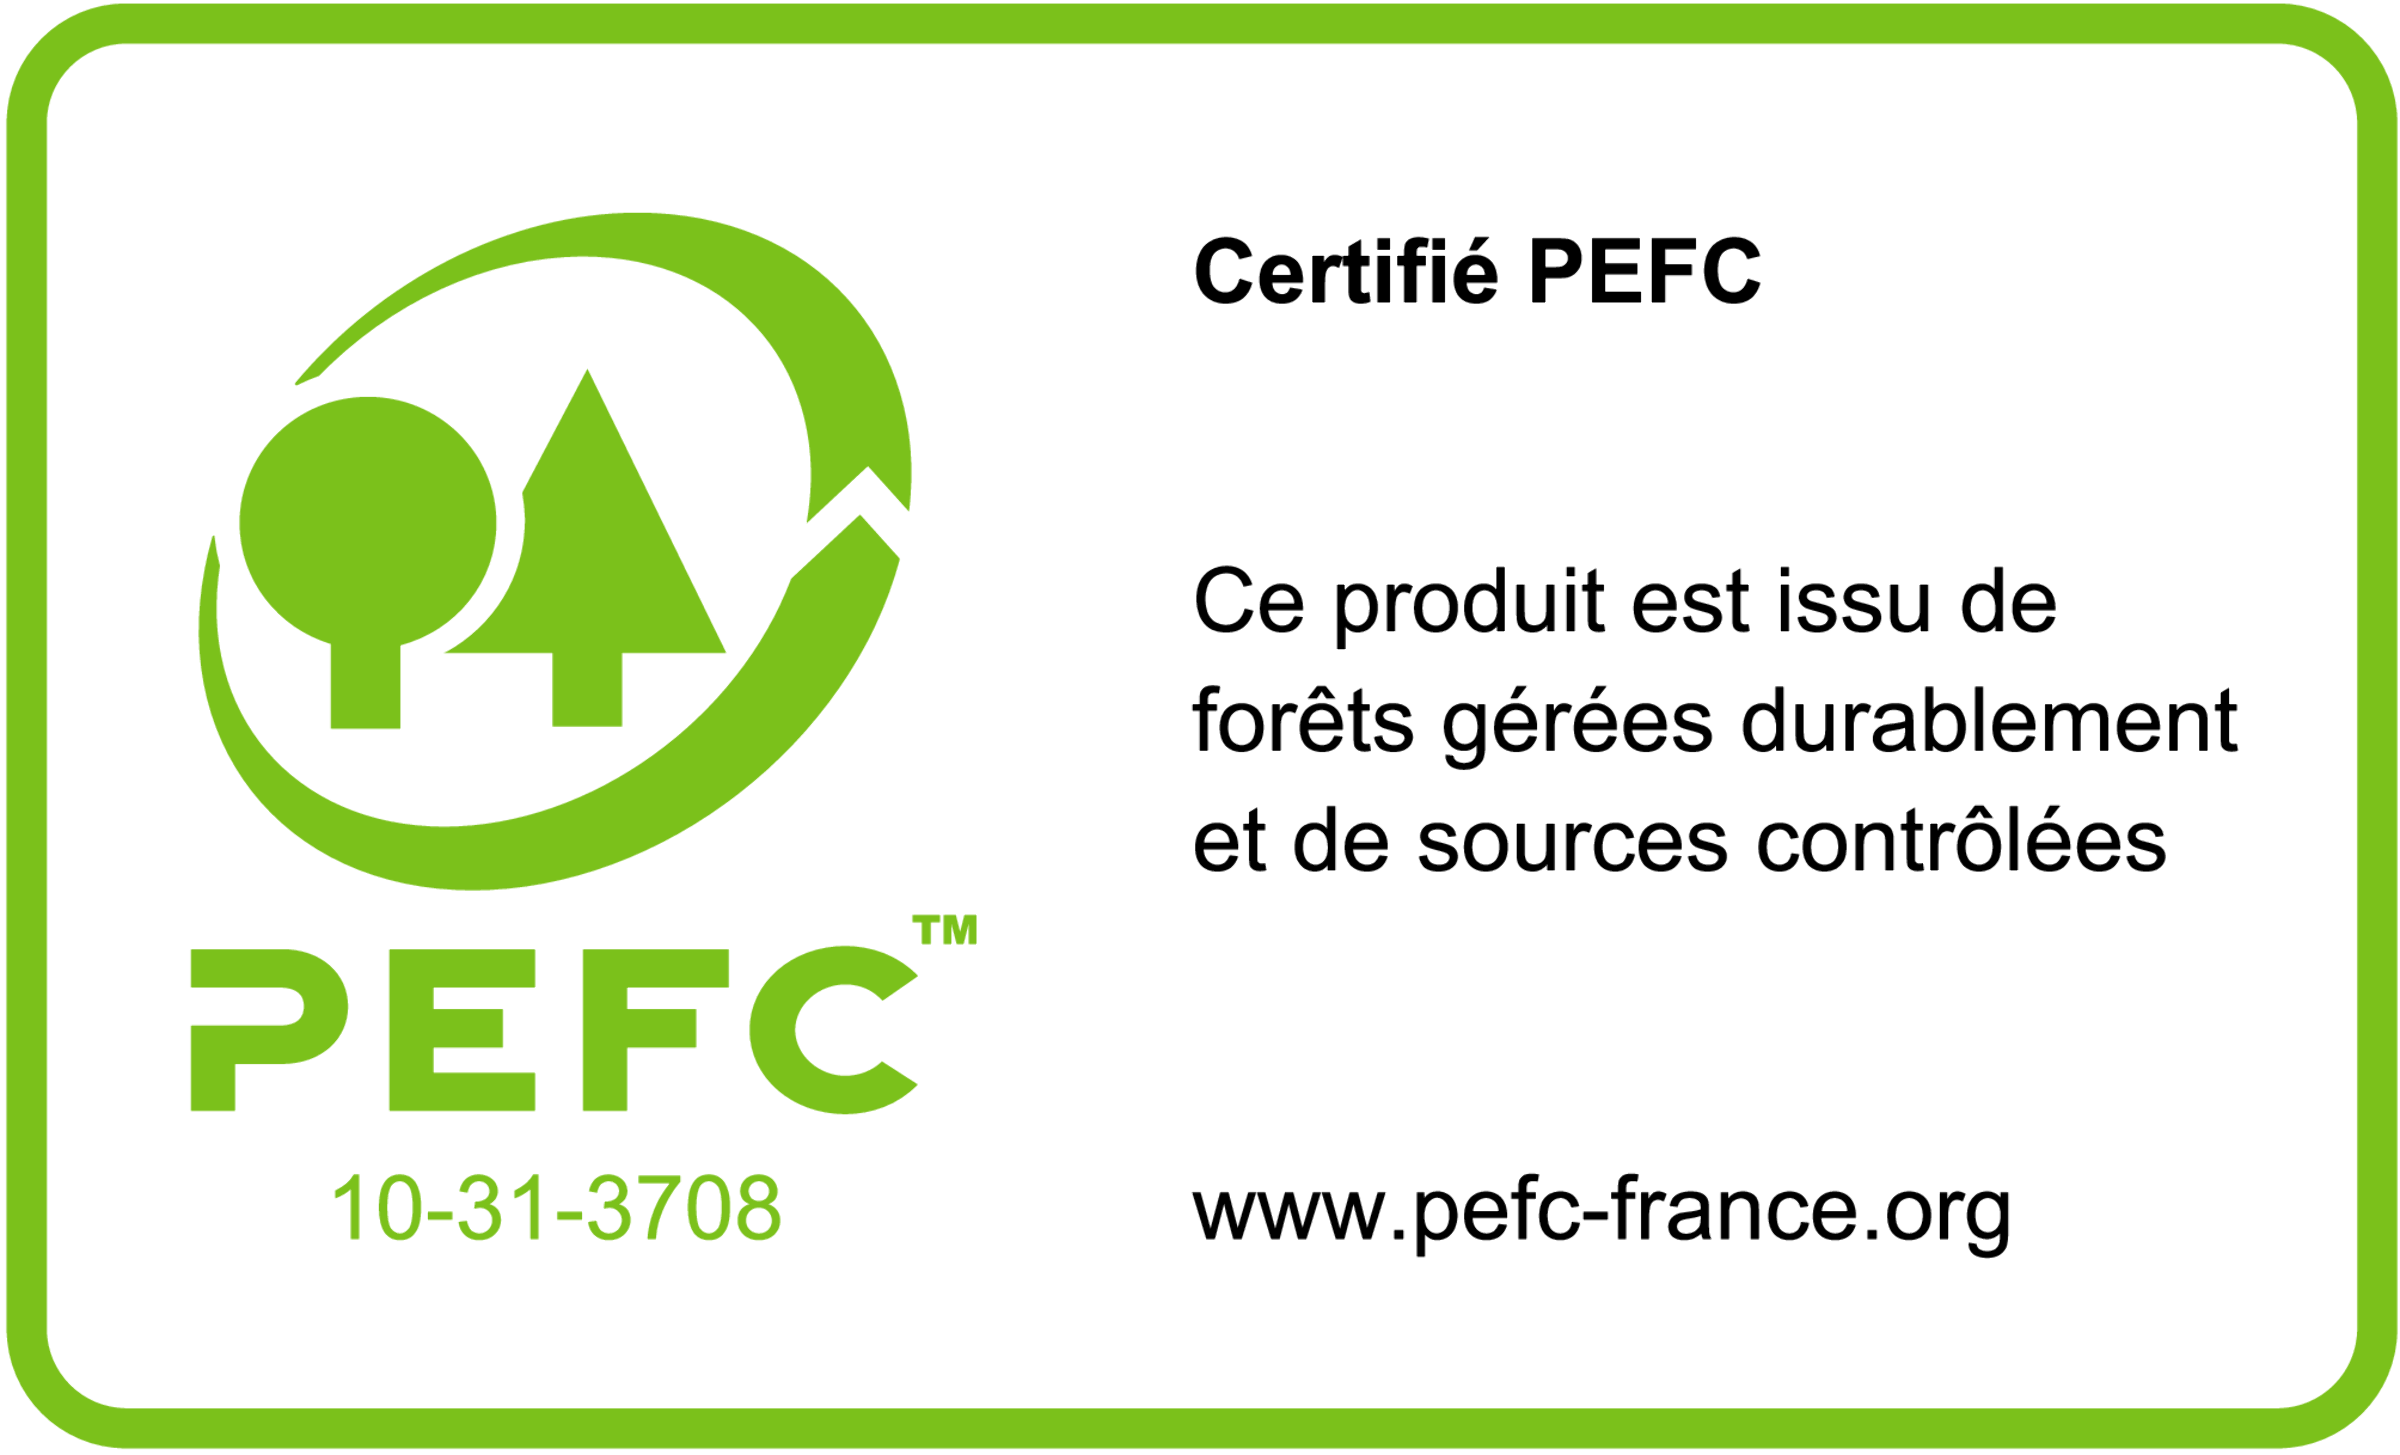 PEFC™
10-31-3708
Certifié PEFC
Ce produit est issu de
forêts gérées durablement
et de sources contrôlées
www.pefc-france.org